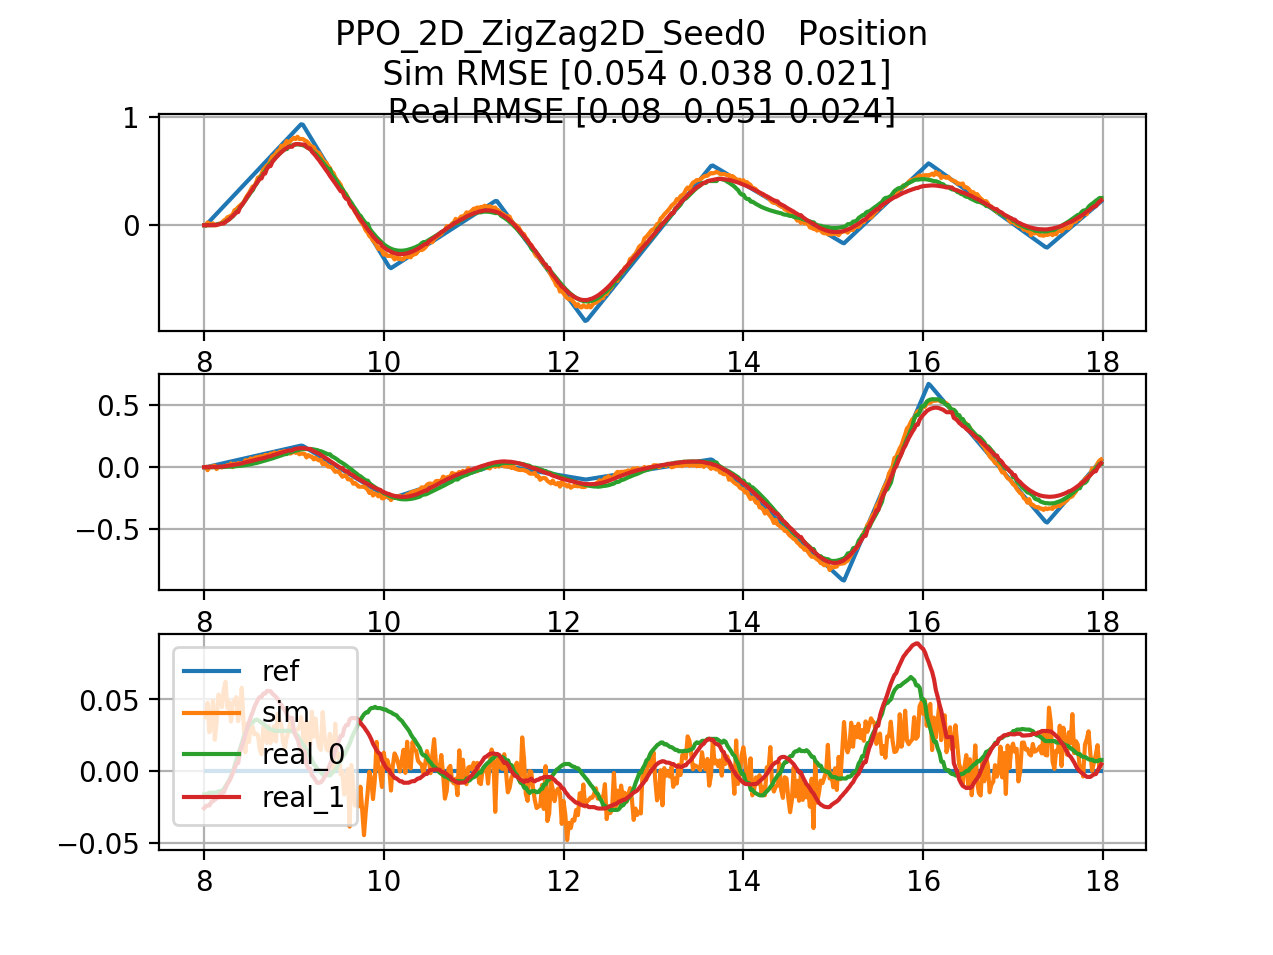 PPO_2D_ZigZag2D_Seed0   Position
Sim RMSE [0.054 0.038 0.021]
Real RMSE [0.08  0.051 0.024]
1
0
8 10 12 14 16 18
0.5
0.0
−0.5
8 10 12 14 16 18
0.05
0.00
−0.05
ref
sim
real_0
real_1
8 10 12 14 16 18